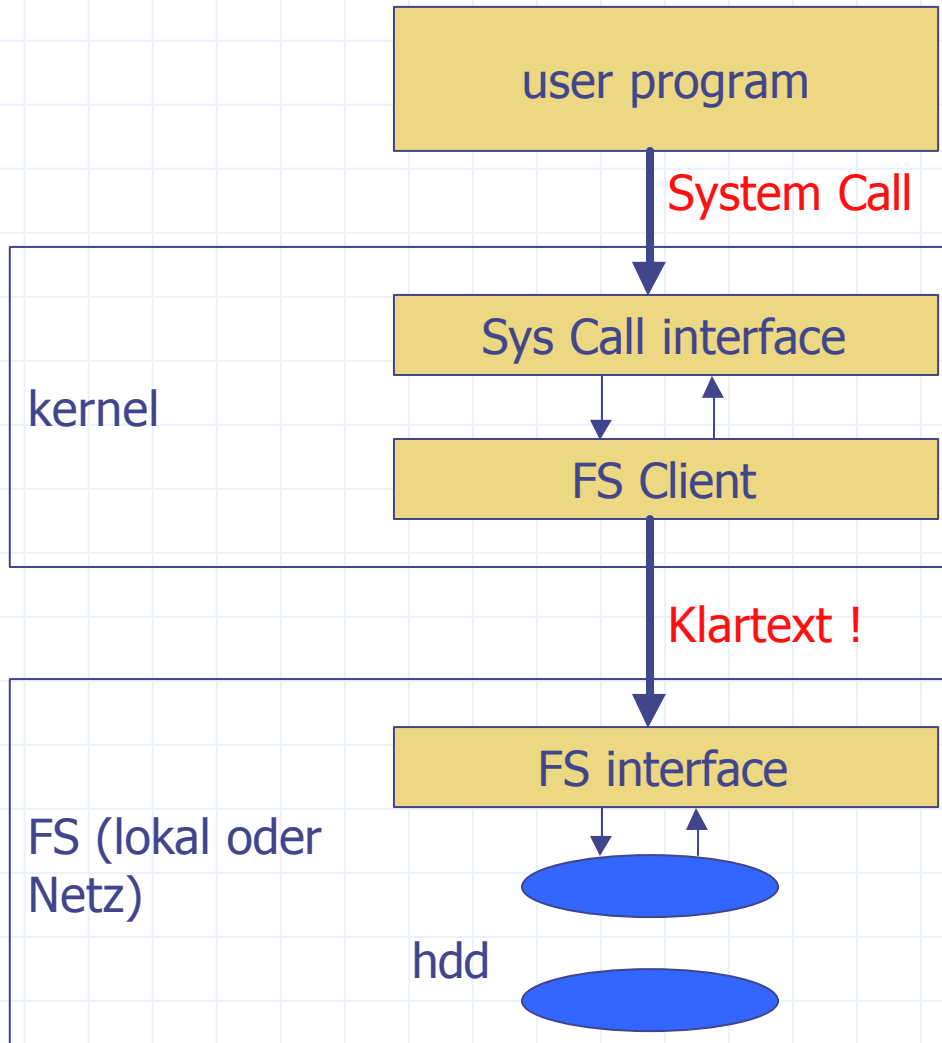 user program
System Call
Sys Call interface
kernel
FS Client
Klartext !
FS interface
FS (lokal oder
Netz)
hdd